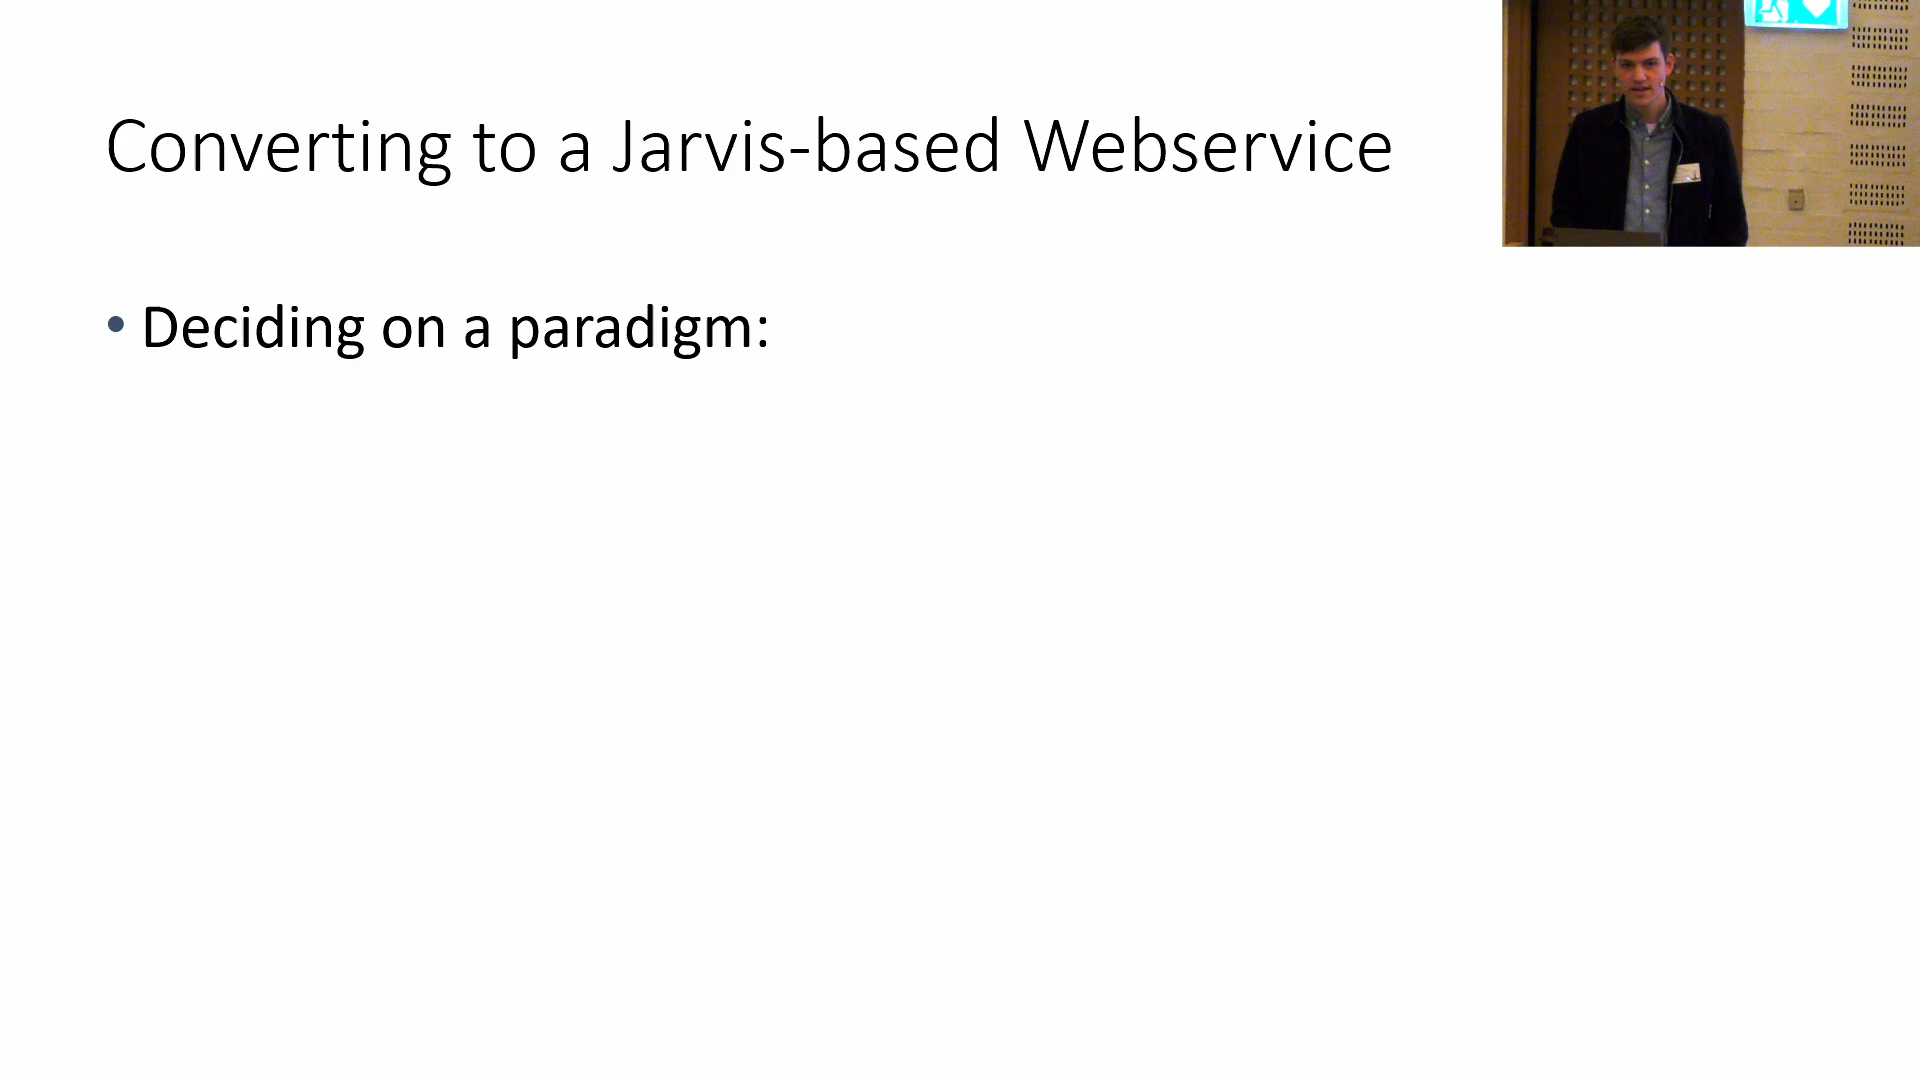 Converting to a Jarvis-based Webservice
• Deciding on a paradigm: